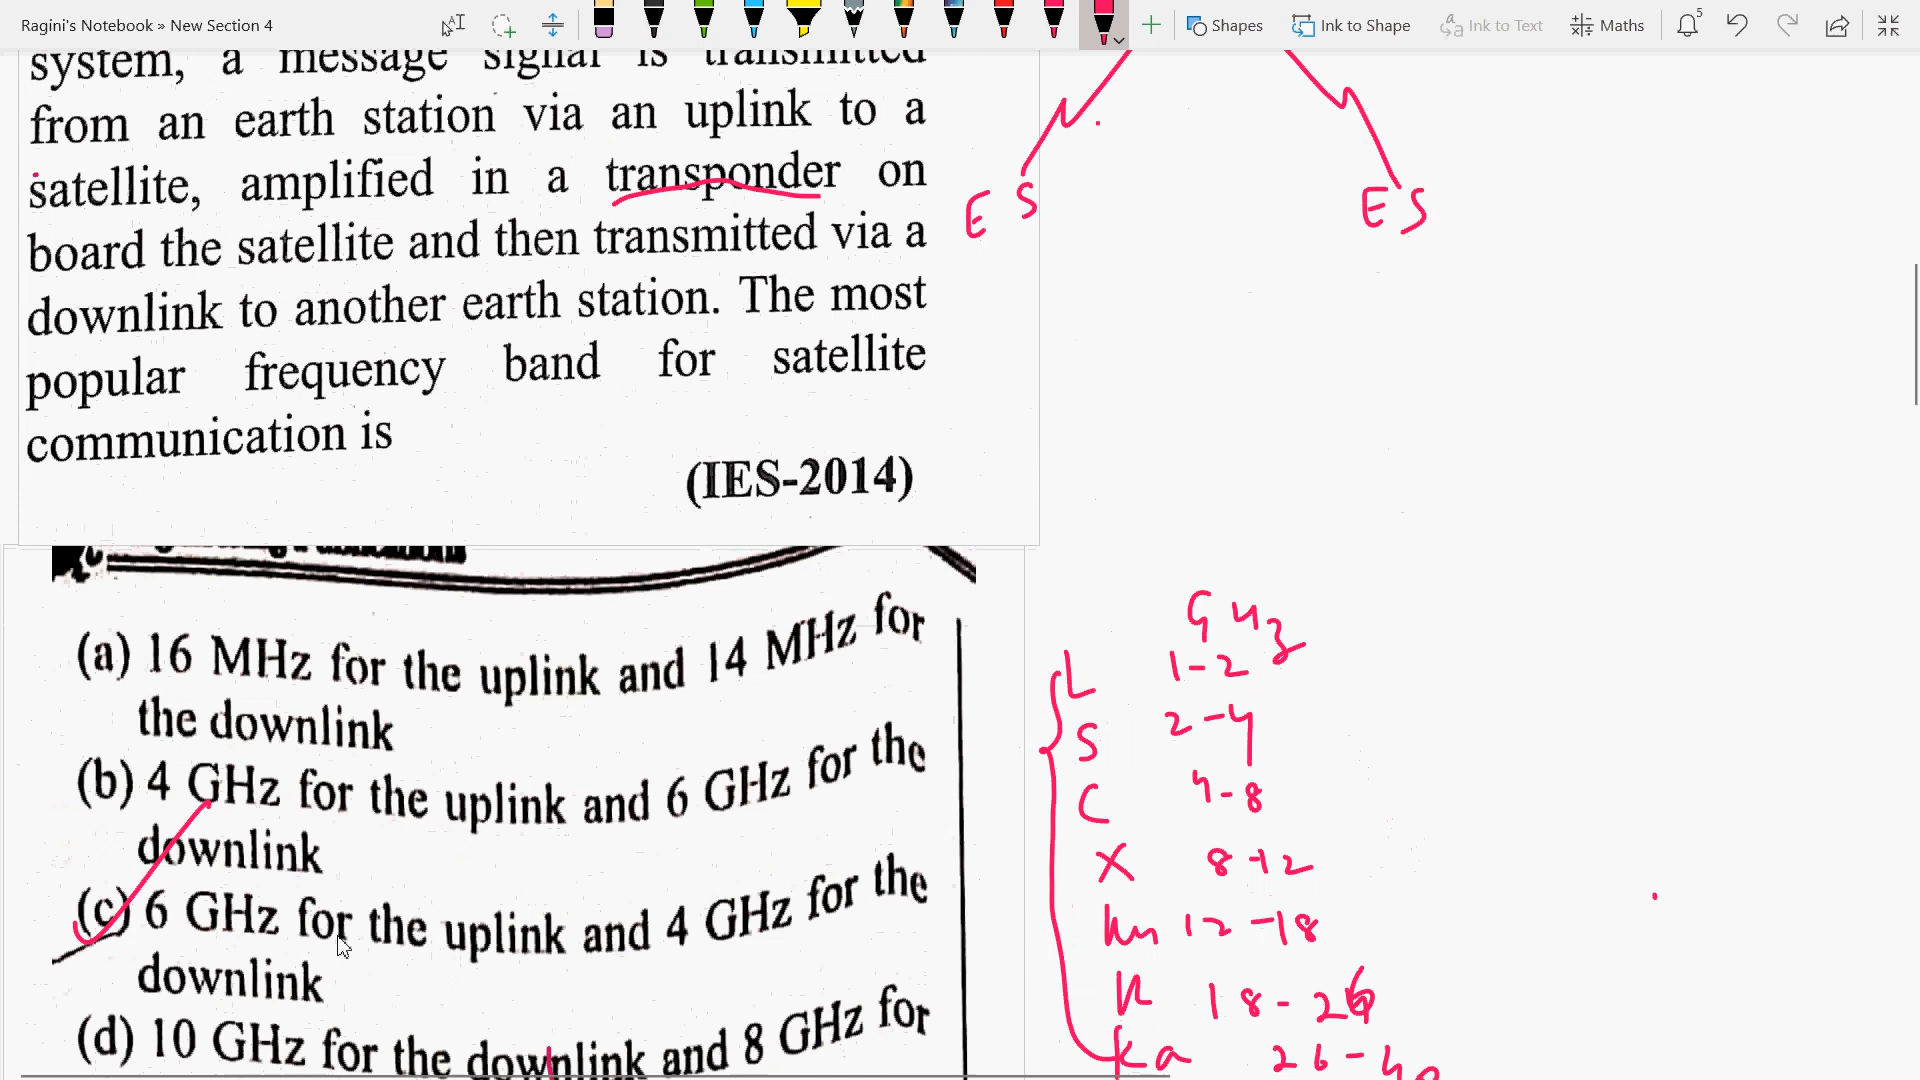 Ragini's Notebook » New Section 4
Shapes
Ink to Shape
Ink to Text
Maths
5
system, a message signal is transmitted
from an earth station via an uplink to a
satellite, amplified in a transponder on
board the satellite and then transmitted via a
downlink to another earth station. The most
popular frequency band for satellite
communication is
(IES-2014)
E S
E S
(a) 16 MHz for the uplink and 14 MHz for
the downlink
(b) 4 GHz for the uplink and 6 GHz for the
downlink
(c) 6 GHz for the uplink and 4 GHz for the
downlink
(d) 10 GHz for the downlink and 8 GHz for
GHz
L 1-2
S 2-4
C 4-8
X 8-12
Ku 12-18
K 18-26
Ka 26-40